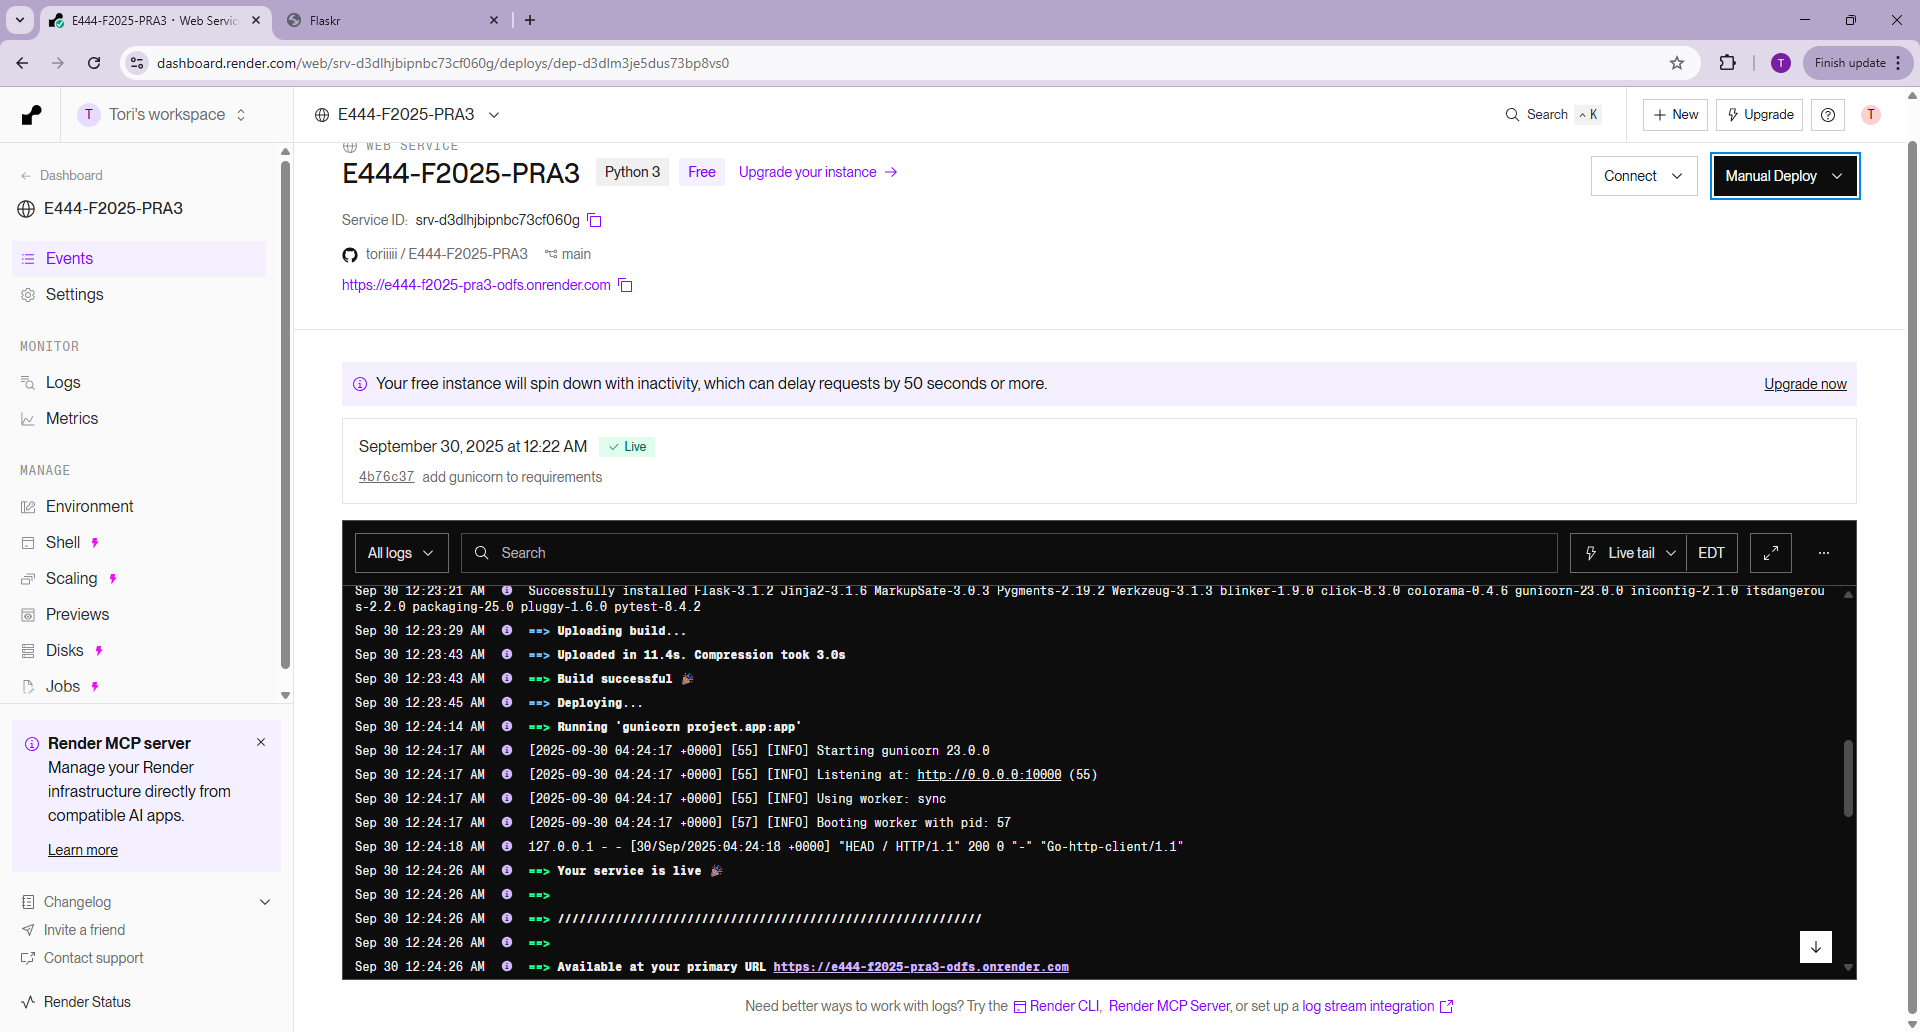 E444-F2025-PRA3 · Web Servic
Flaskr
dashboard.render.com/web/srv-d3dlhjbipnbc73cf060g/deploys/dep-d3dlm3je5dus73bp8vs0
T
Finish update
T
Tori's workspace
E444-F2025-PRA3
Search
K
New
Upgrade
T
Dashboard
E444-F2025-PRA3
Events
Settings
MONITOR
Logs
Metrics
MANAGE
Environment
Shell
Scaling
Previews
Disks
Jobs
Render MCP server
Manage your Render
infrastructure directly from
compatible AI apps.
Learn more
Changelog
Invite a friend
Contact support
Render Status
WEB SERVICE
E444-F2025-PRA3
Python 3
Free
Upgrade your instance →
Connect
Manual Deploy
Service ID: srv-d3dlhjbipnbc73cf060g
toriiiii / E444-F2025-PRA3 main
https://e444-f2025-pra3-odfs.onrender.com
Your free instance will spin down with inactivity, which can delay requests by 50 seconds or more.
Upgrade now
September 30, 2025 at 12:22 AM ✓ Live
4b76c37 add gunicorn to requirements
All logs
Search
Live tail
EDT
...
Sep 30 12:23:21 AM Successfully installed Flask-3.1.2 Jinja2-3.1.6 MarkupSafe-3.0.3 Pygments-2.19.2 Werkzeug-3.1.3 blinker-1.9.0 click-8.3.0 colorama-0.4.6 gunicorn-23.0.0 iniconfig-2.1.0 itsdangerou
s-2.2.0 packaging-25.0 pluggy-1.6.0 pytest-8.4.2
Sep 30 12:23:29 AM ==> Uploading build...
Sep 30 12:23:43 AM ==> Uploaded in 11.4s. Compression took 3.0s
Sep 30 12:23:43 AM ==> Build successful 🎉
Sep 30 12:23:45 AM ==> Deploying...
Sep 30 12:24:14 AM ==> Running 'gunicorn project.app:app'
Sep 30 12:24:17 AM [2025-09-30 04:24:17 +0000] [55] [INFO] Starting gunicorn 23.0.0
Sep 30 12:24:17 AM [2025-09-30 04:24:17 +0000] [55] [INFO] Listening at: http://0.0.0.0:10000 (55)
Sep 30 12:24:17 AM [2025-09-30 04:24:17 +0000] [55] [INFO] Using worker: sync
Sep 30 12:24:17 AM [2025-09-30 04:24:17 +0000] [57] [INFO] Booting worker with pid: 57
Sep 30 12:24:18 AM 127.0.0.1 - - [30/Sep/2025:04:24:18 +0000] "HEAD / HTTP/1.1" 200 0 "-" "Go-http-client/1.1"
Sep 30 12:24:26 AM ==> Your service is live 🎉
Sep 30 12:24:26 AM ==>
Sep 30 12:24:26 AM ==> ///////////////////////////////////////////////////////////
Sep 30 12:24:26 AM ==>
Sep 30 12:24:26 AM ==> Available at your primary URL https://e444-f2025-pra3-odfs.onrender.com
Need better ways to work with logs? Try the Render CLI, Render MCP Server, or set up a log stream integration